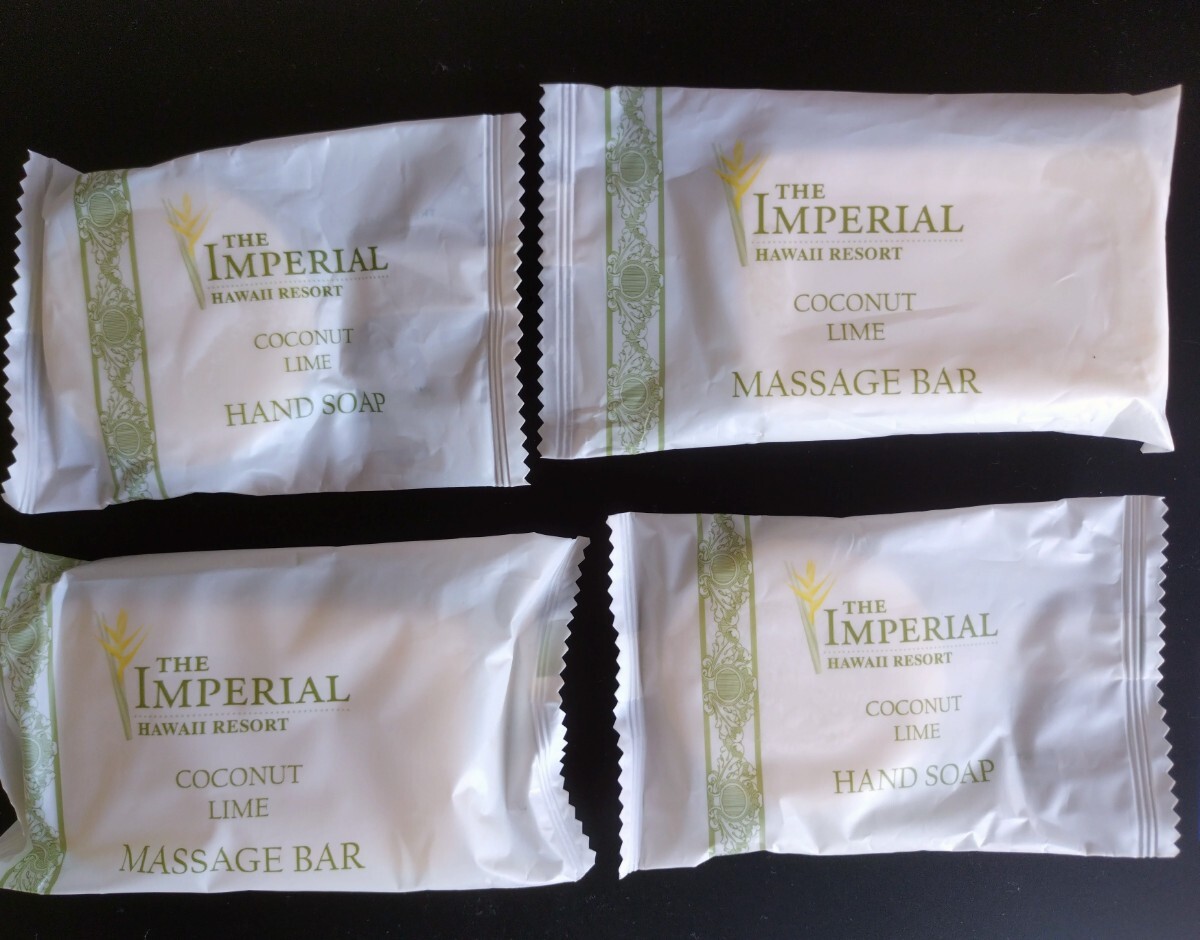 THE
IMPERIAL
HAWAII RESORT
COCONUT
LIME
HAND SOAP
THE
IMPERIAL
HAWAII RESORT
COCONUT
LIME
MASSAGE BAR
THE
IMPERIAL
HAWAII RESORT
COCONUT
LIME
MASSAGE BAR
THE
IMPERIAL
HAWAII RESORT
COCONUT
LIME
HAND SOAP